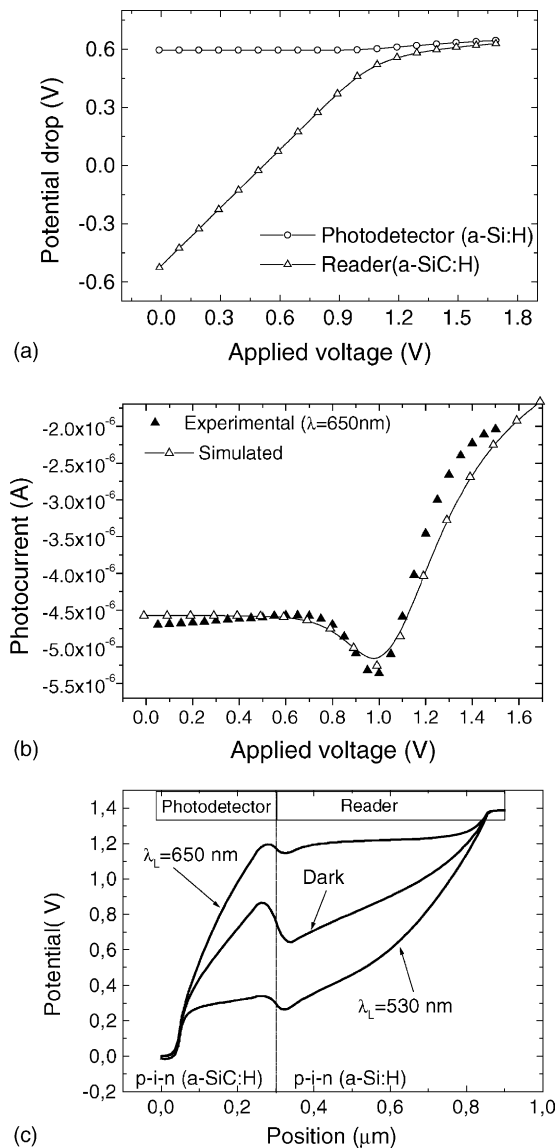 0.6
0.3
0.0
-0.3
-0.6
Potential drop (V)
Photodetector (a-Si:H)
Reader(a-SiC:H)
0.0 0.3 0.6 0.9 1.2 1.5 1.8
(a) Applied voltage (V)
-2.0x10⁻⁶
-2.5x10⁻⁶
-3.0x10⁻⁶
-3.5x10⁻⁶
-4.0x10⁻⁶
-4.5x10⁻⁶
-5.0x10⁻⁶
-5.5x10⁻⁶
Photocurrent (A)
Experimental (λ=650nm)
Simulated
0.0 0.2 0.4 0.6 0.8 1.0 1.2 1.4 1.6
(b) Applied voltage (V)
1,4
1,2
1,0
0,8
0,6
0,4
0,2
0,0
-0,2
Potential( V)
Photodetector Reader
λL=650 nm
Dark
λL=530 nm
p-i-n (a-SiC:H) p-i-n (a-Si:H)
0,0 0,2 0,4 0,6 0,8 1,0
(c) Position (μm)